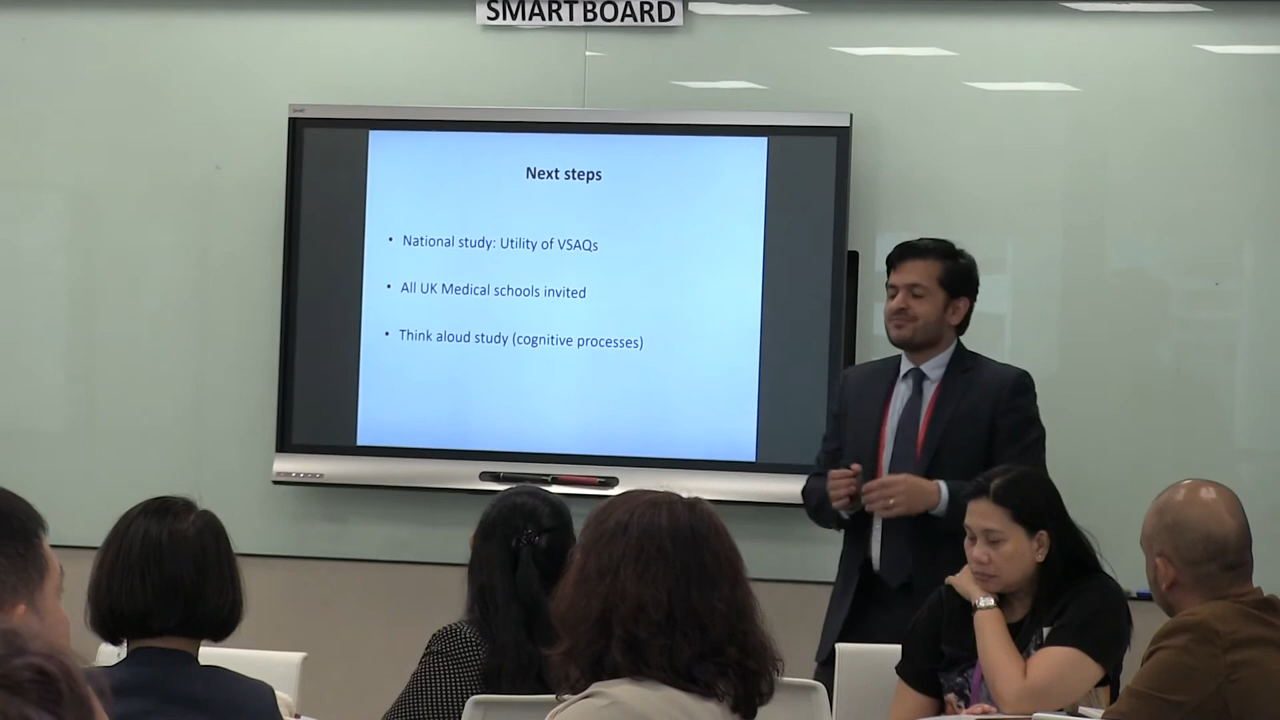 SMARTBOARD
Next steps
• National study: Utility of VSAQs
• All UK Medical schools invited
• Think aloud study (cognitive processes)